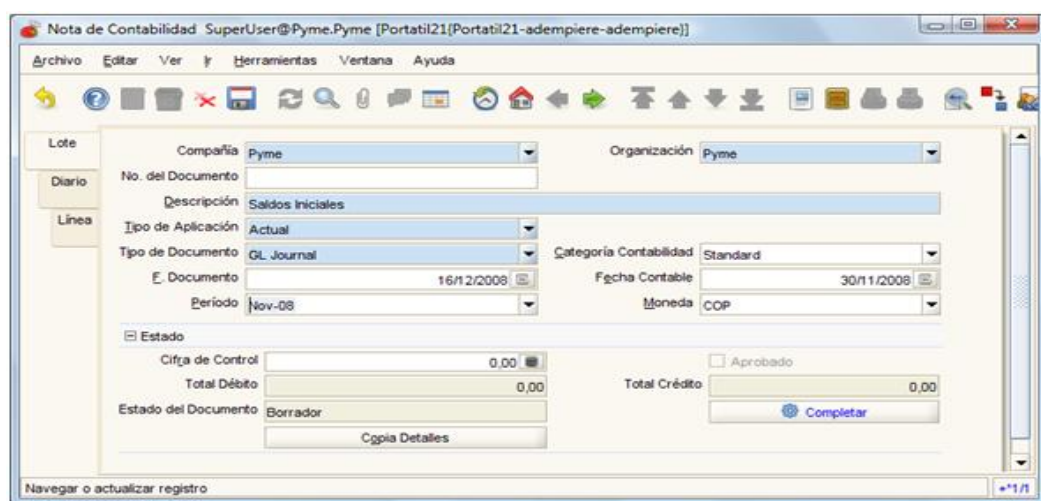 Nota de Contabilidad SuperUser@Pyme.Pyme [Portatil21{Portatil21-adempiere-adempiere}]
Archivo Editar Ver Ir Herramientas Ventana Ayuda
Lote
Diario
Línea
Compañía Pyme Organización Pyme
No. del Documento
Descripción Saldos Iniciales
Tipo de Aplicación Actual
Tipo de Documento GL Journal Categoría Contabilidad Standard
F. Documento 16/12/2008 Fecha Contable 30/11/2008
Período Nov-08 Moneda COP
Estado
Cifra de Control 0,00 Aprobado
Total Débito 0,00 Total Crédito 0,00
Estado del Documento Borrador Completar
Copia Detalles
Navegar o actualizar registro +*1/1